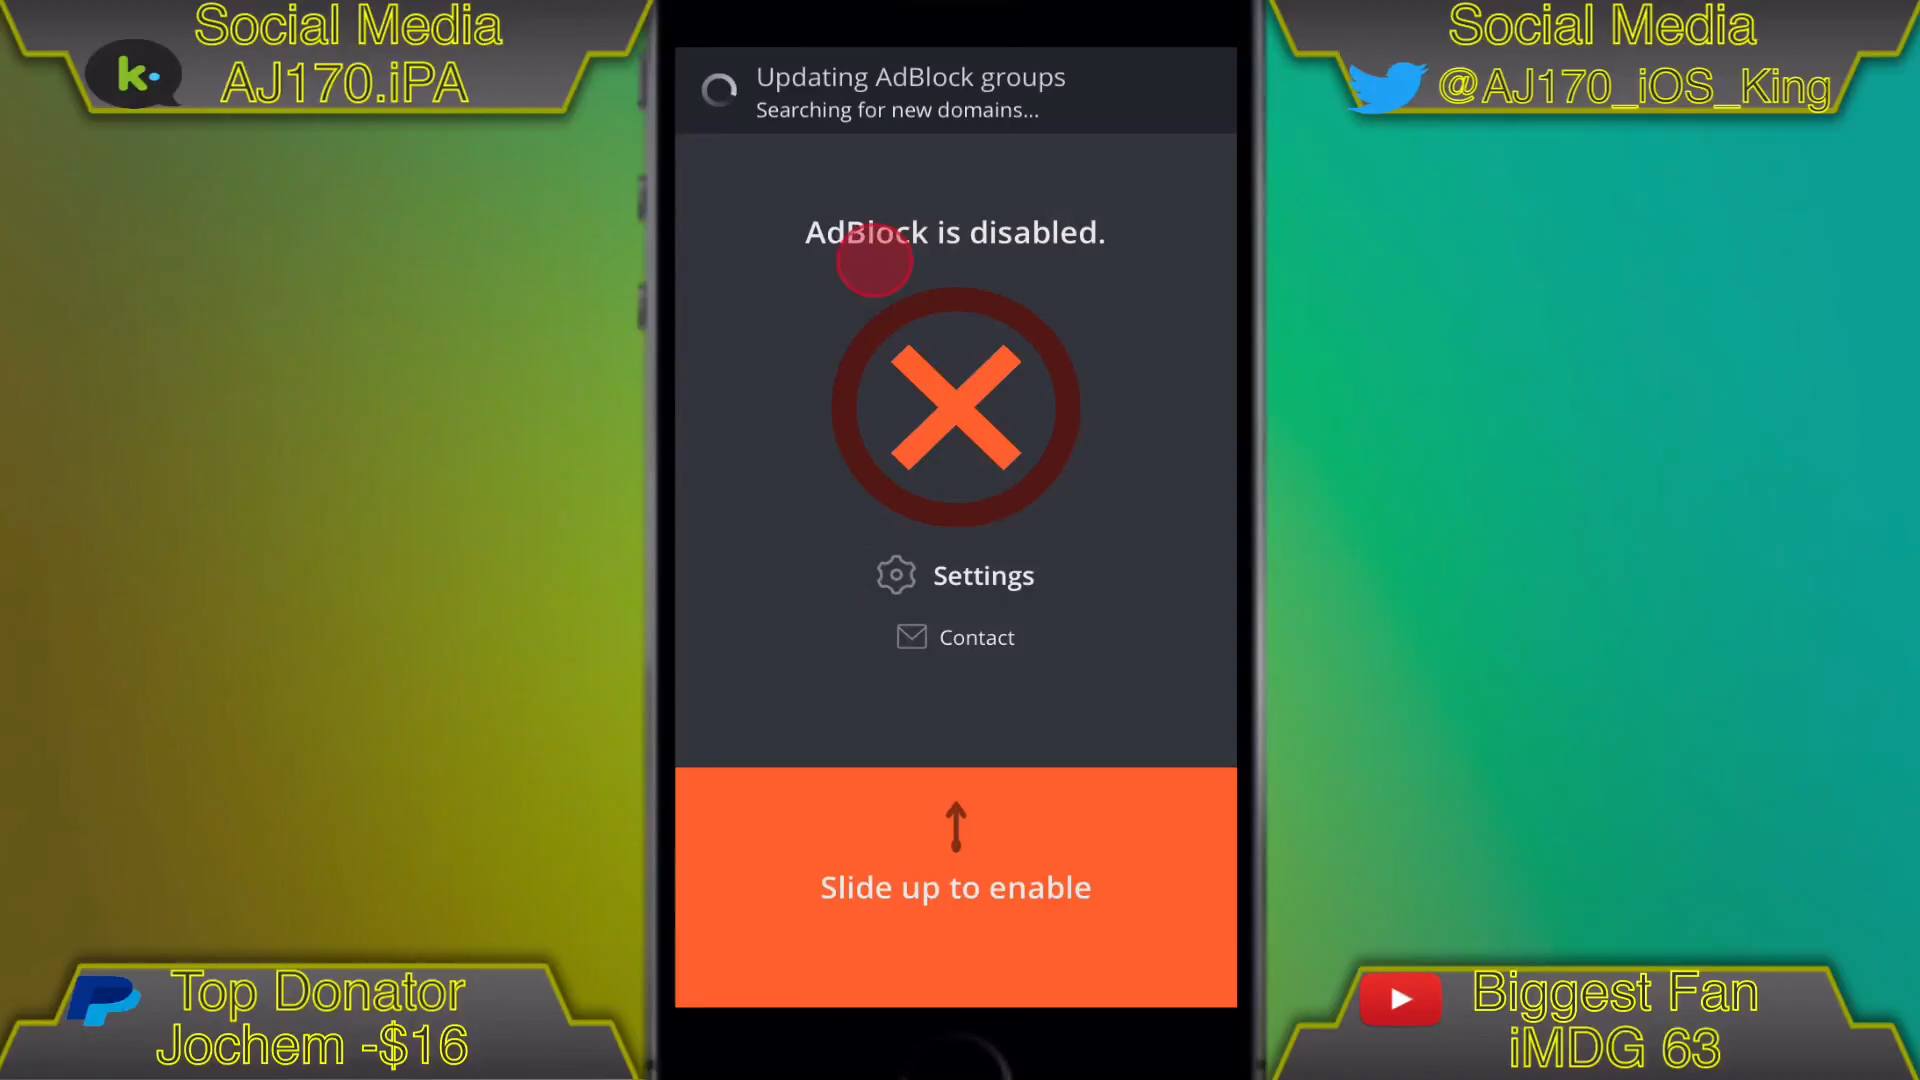 Social Media
AJ170.iPA
k.
Social Media
@AJ170_iOS_King
Updating AdBlock groups
Searching for new domains...
AdBlock is disabled.
Settings
Contact
Slide up to enable
Top Donator
Jochem -$16
Biggest Fan
iMDG 63